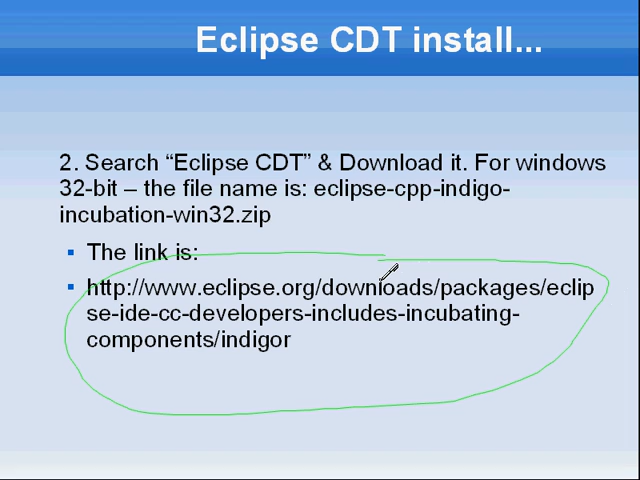 Eclipse CDT install...
2. Search “Eclipse CDT” & Download it. For windows
32-bit – the file name is: eclipse-cpp-indigo-
incubation-win32.zip
The link is:
http://www.eclipse.org/downloads/packages/eclip
se-ide-cc-developers-includes-incubating-
components/indigor